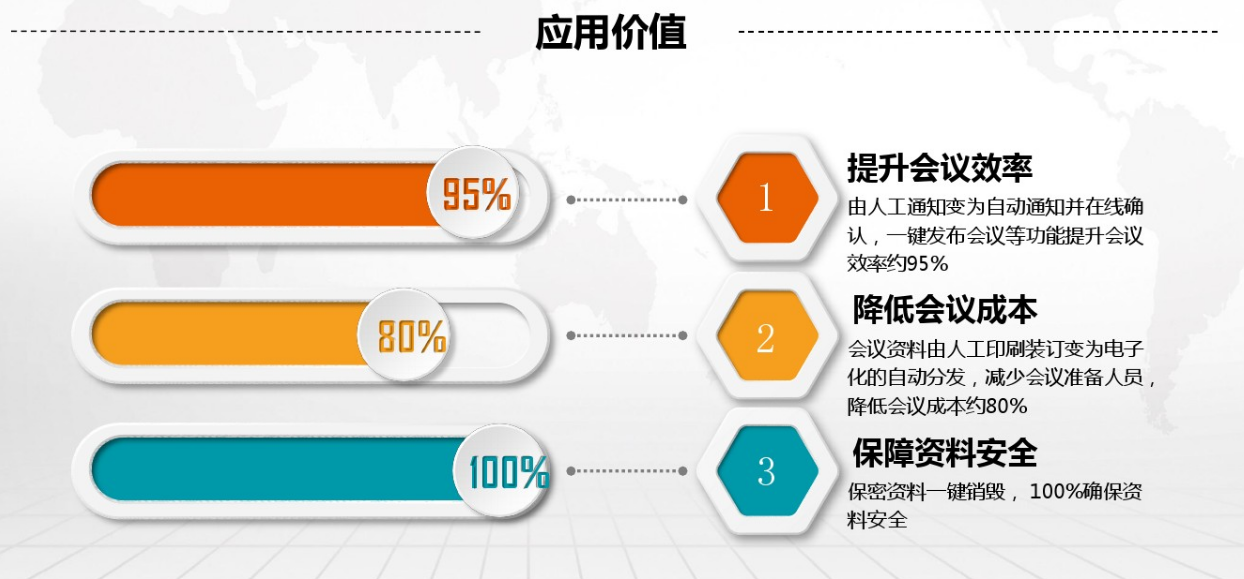 应用价值
95%
1
提升会议效率
由人工通知变为自动通知并在线确
认，一键发布会议等功能提升会议
效率约95%
80%
2
降低会议成本
会议资料由人工印刷装订变为电子
化的自动分发，减少会议准备人员，
降低会议成本约80%
100%
3
保障资料安全
保密资料一键销毁， 100%确保资
料安全